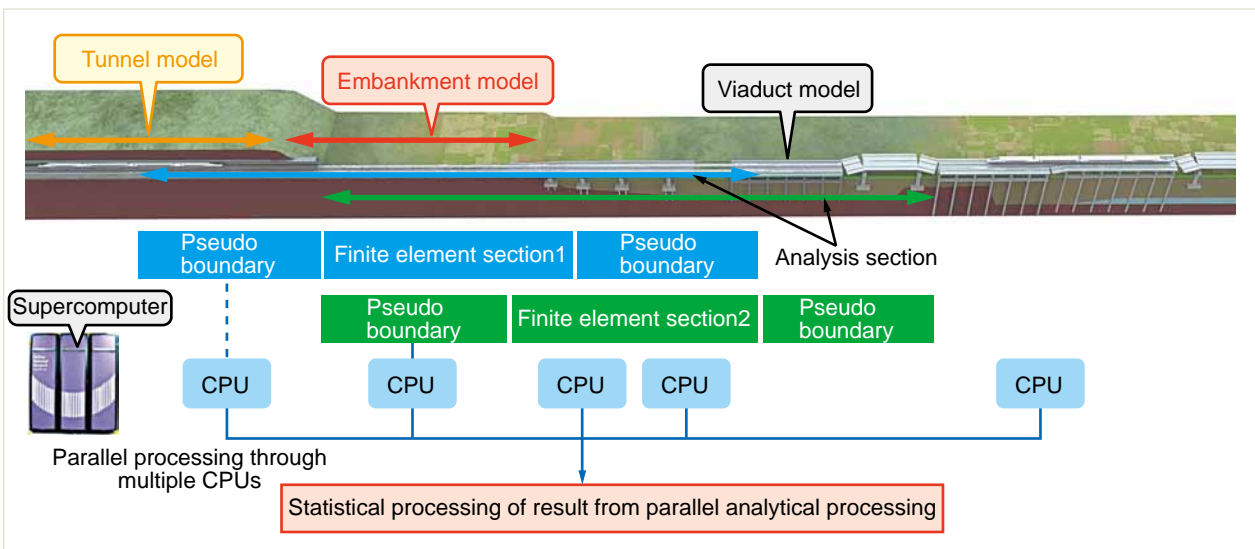 Tunnel model
Embankment model
Viaduct model
Pseudo
boundary
Finite element section1
Pseudo
boundary
Analysis section
Supercomputer
Pseudo
boundary
Finite element section2
Pseudo
boundary
CPU
CPU
CPU
CPU
CPU
Parallel processing through
multiple CPUs
Statistical processing of result from parallel analytical processing